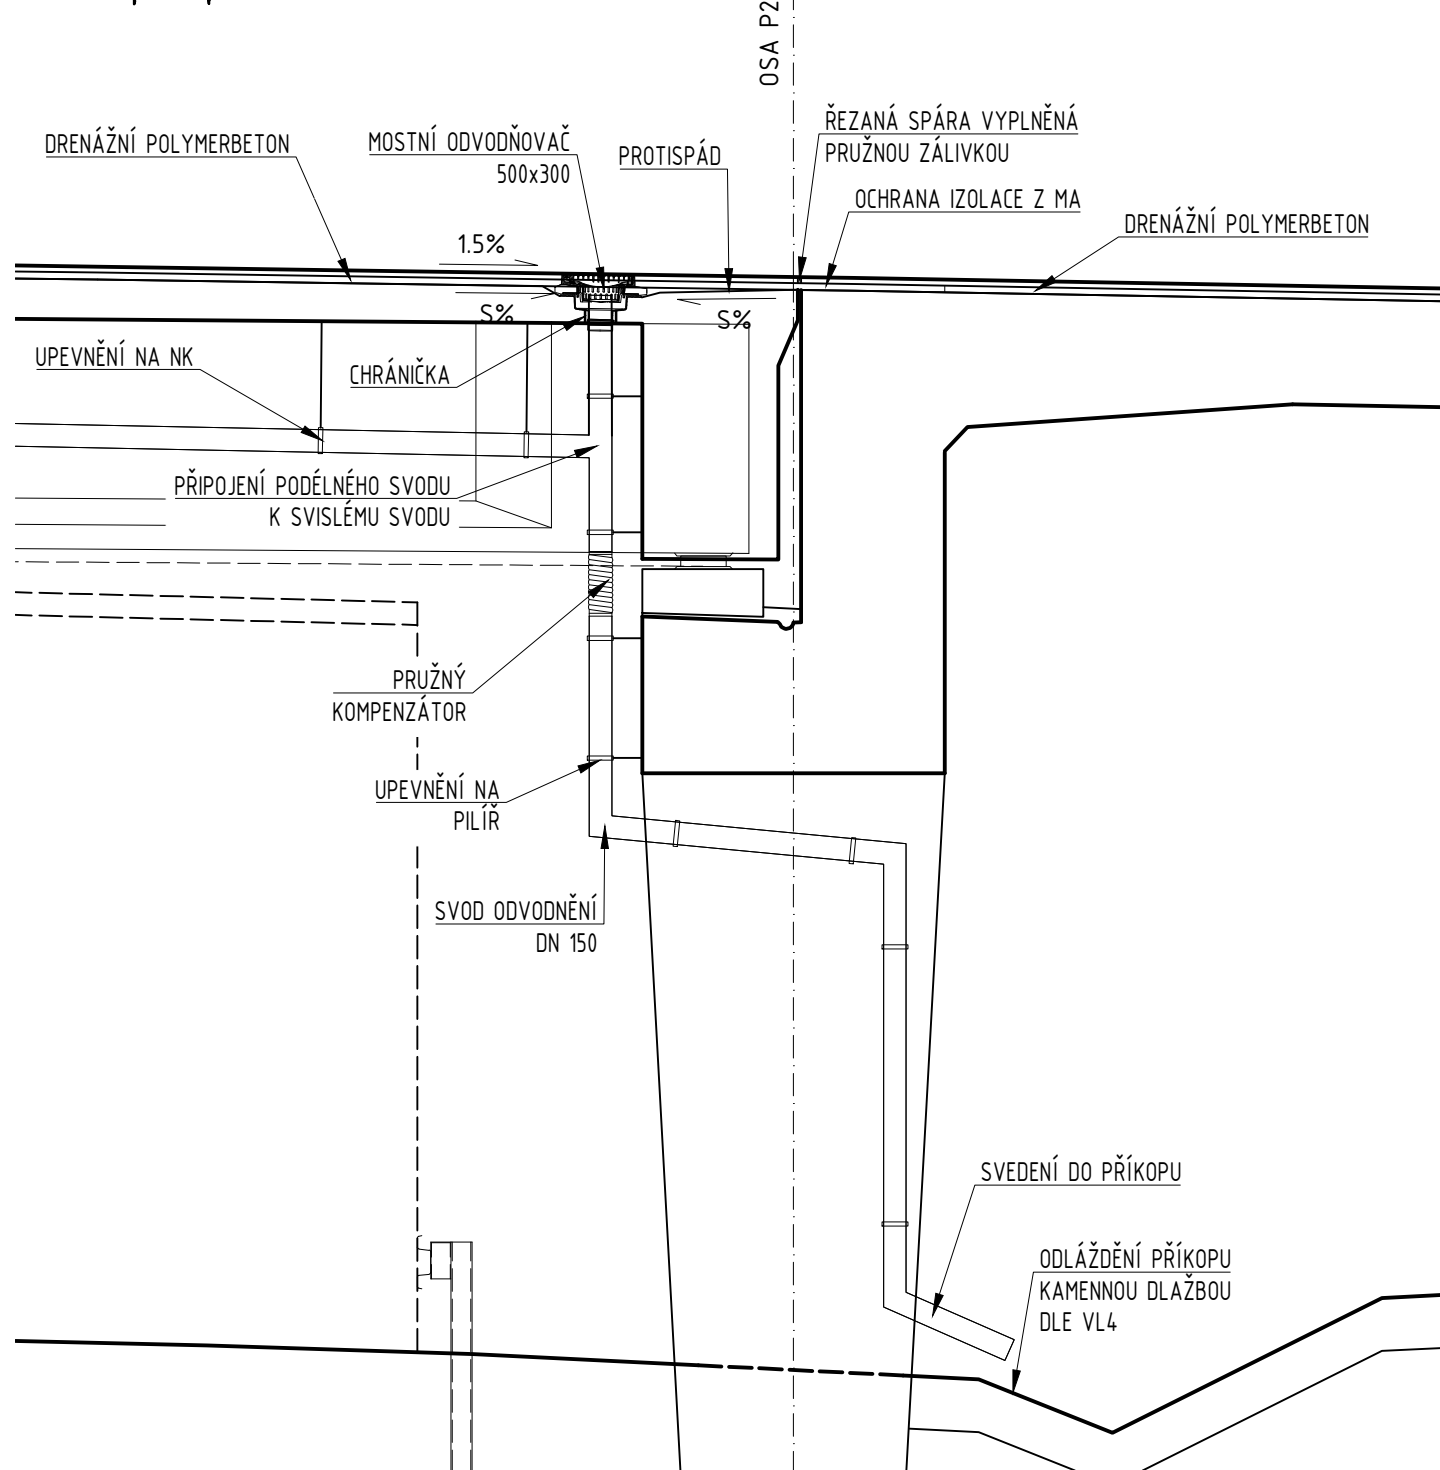 OSA P2
ŘEZANÁ SPÁRA VYPLNĚNÁ
PRUŽNOU ZÁLIVKOU
DRENÁŽNÍ POLYMERBETON
MOSTNÍ ODVODŇOVAČ
500x300
PROTISPÁD
OCHRANA IZOLACE Z MA
DRENÁŽNÍ POLYMERBETON
1.5%
S%
S%
UPEVNĚNÍ NA NK
CHRÁNIČKA
PŘIPOJENÍ PODÉLNÉHO SVODU
K SVISLÉMU SVODU
PRUŽNÝ
KOMPENZÁTOR
UPEVNĚNÍ NA
PILÍŘ
SVOD ODVODNĚNÍ
DN 150
SVEDENÍ DO PŘÍKOPU
ODLÁŽDĚNÍ PŘÍKOPU
KAMENNOU DLAŽBOU
DLE VL4